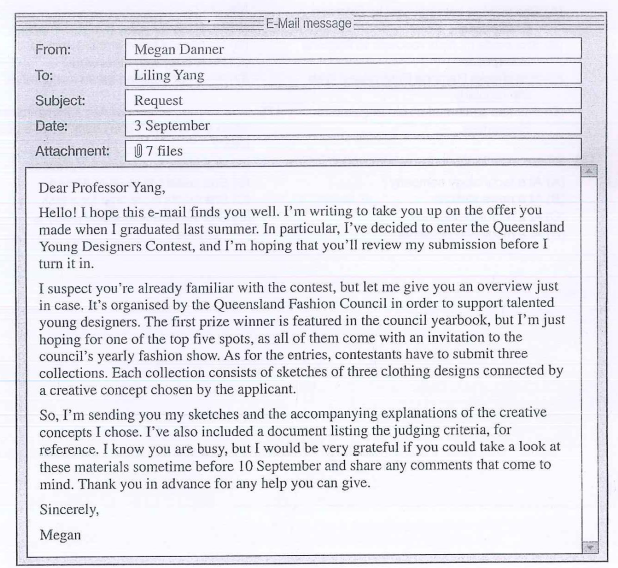 E-Mail message
From: Megan Danner
To: Liling Yang
Subject: Request
Date: 3 September
Attachment: 7 files
Dear Professor Yang,
Hello! I hope this e-mail finds you well. I'm writing to take you up on the offer you
made when I graduated last summer. In particular, I've decided to enter the Queensland
Young Designers Contest, and I'm hoping that you'll review my submission before I
turn it in.
I suspect you're already familiar with the contest, but let me give you an overview just
in case. It's organised by the Queensland Fashion Council in order to support talented
young designers. The first prize winner is featured in the council yearbook, but I'm just
hoping for one of the top five spots, as all of them come with an invitation to the
council's yearly fashion show. As for the entries, contestants have to submit three
collections. Each collection consists of sketches of three clothing designs connected by
a creative concept chosen by the applicant.
So, I'm sending you my sketches and the accompanying explanations of the creative
concepts I chose. I've also included a document listing the judging criteria, for
reference. I know you are busy, but I would be very grateful if you could take a look at
these materials sometime before 10 September and share any comments that come to
mind. Thank you in advance for any help you can give.
Sincerely,
Megan